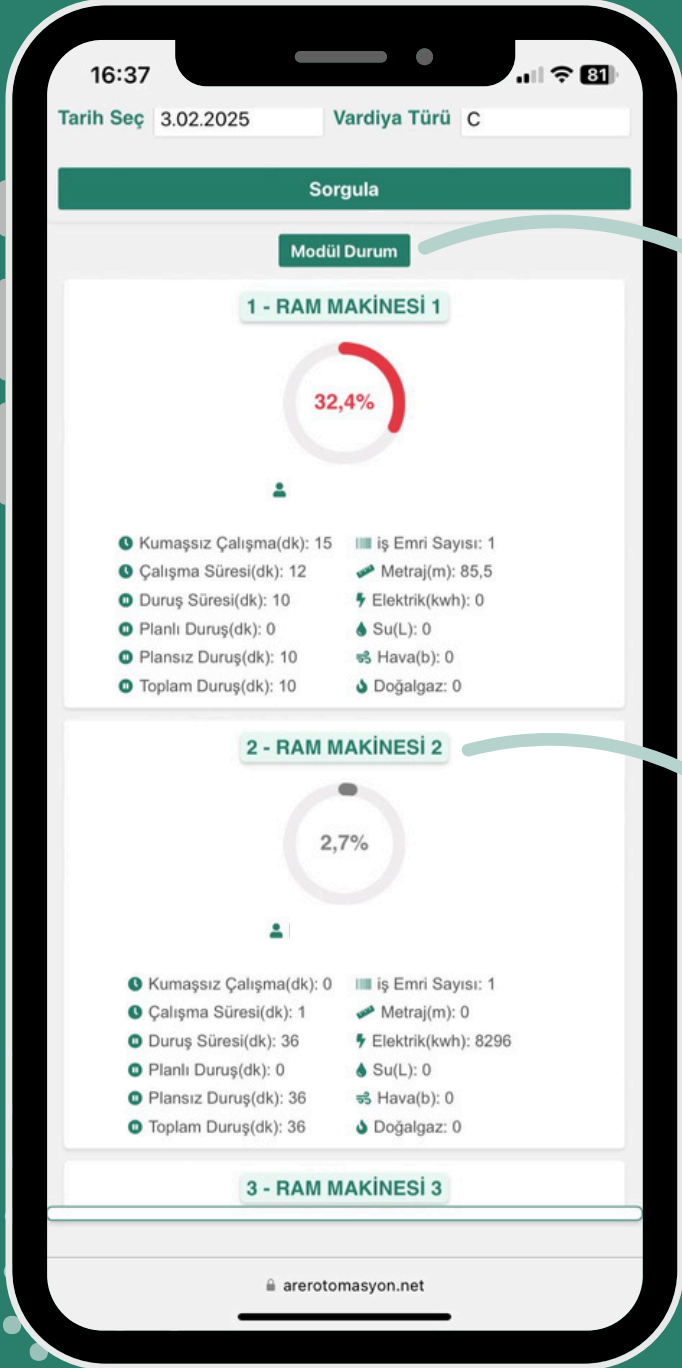 16:37 81
Tarih Seç 3.02.2025 Vardiya Türü C
Sorgula
Modül Durum
1 - RAM MAKİNESİ 1
32,4%
Kumaşsız Çalışma(dk): 15 iş Emri Sayısı: 1
Çalışma Süresi(dk): 12 Metraj(m): 85,5
Duruş Süresi(dk): 10 Elektrik(kwh): 0
Planlı Duruş(dk): 0 Su(L): 0
Plansız Duruş(dk): 10 Hava(b): 0
Toplam Duruş(dk): 10 Doğalgaz: 0
2 - RAM MAKİNESİ 2
2,7%
Kumaşsız Çalışma(dk): 0 iş Emri Sayısı: 1
Çalışma Süresi(dk): 1 Metraj(m): 0
Duruş Süresi(dk): 36 Elektrik(kwh): 8296
Planlı Duruş(dk): 0 Su(L): 0
Plansız Duruş(dk): 36 Hava(b): 0
Toplam Duruş(dk): 36 Doğalgaz: 0
3 - RAM MAKİNESİ 3
arerotomasyon.net